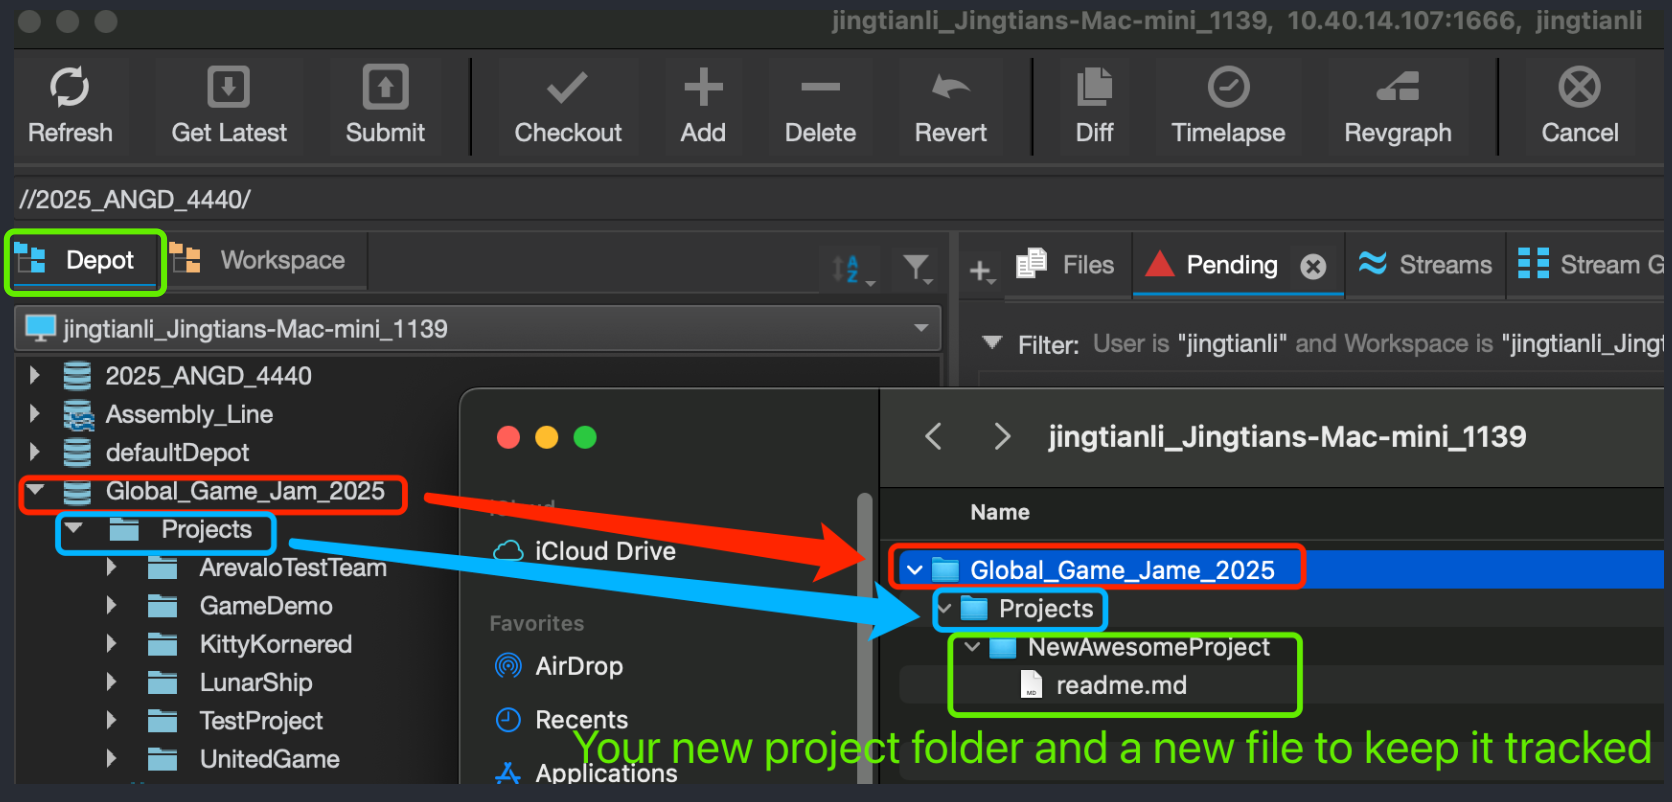 jingtianli_Jingtians-Mac-mini_1139, 10.40.14.107:1666, jingtianli
Refresh
Get Latest
Submit
Checkout
Add
Delete
Revert
Diff
Timelapse
Revgraph
Cancel
//2025_ANGD_4440/
Depot
Workspace
Files
Pending
Streams
Stream G
jingtianli_Jingtians-Mac-mini_1139
Filter: User is "jingtianli" and Workspace is "jingtianli_Jingt
2025_ANGD_4440
Assembly_Line
defaultDepot
Global_Game_Jam_2025
Projects
ArevaloTestTeam
GameDemo
KittyKornered
LunarShip
TestProject
UnitedGame
iCloud
iCloud Drive
Favorites
AirDrop
Recents
Applications
jingtianli_Jingtians-Mac-mini_1139
Name
Global_Game_Jame_2025
Projects
NewAwesomeProject
readme.md
Your new project folder and a new file to keep it tracked